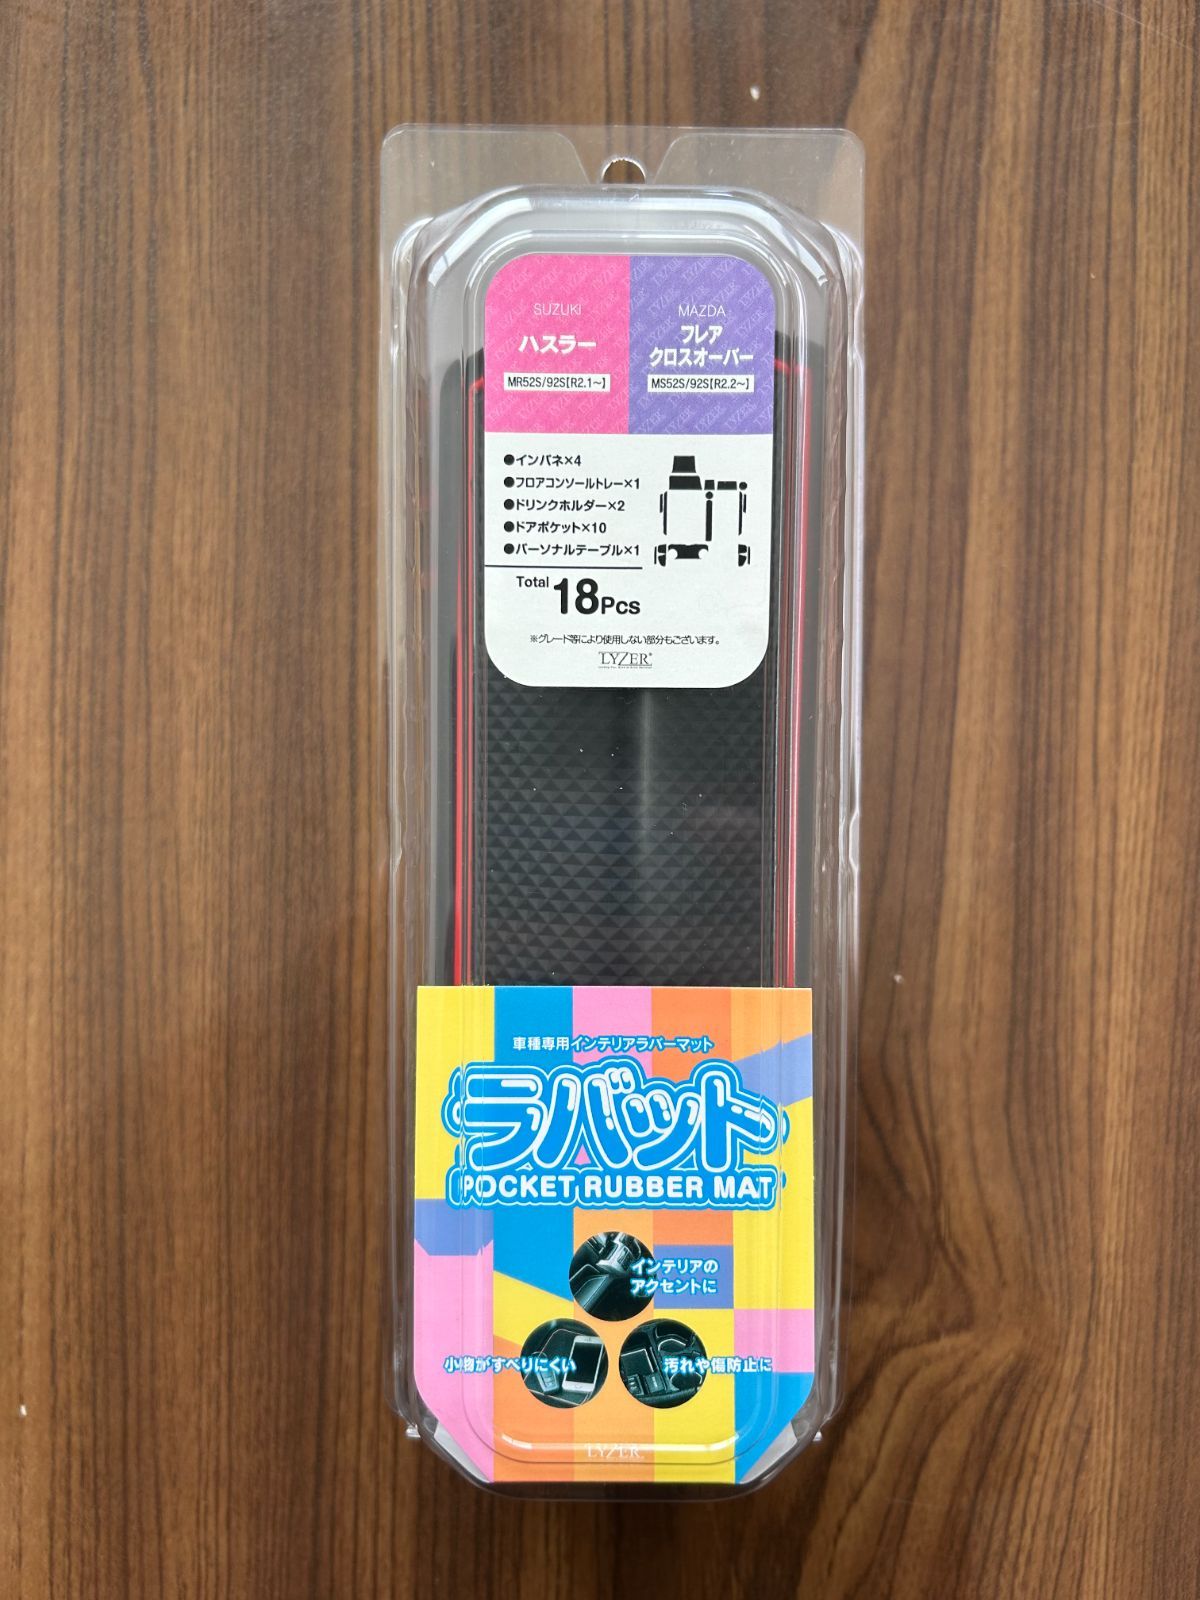 SUZUKI
ハスラー
MR52S/92S【R2.1～】
MAZDA
フレア
クロスオーバー
MS52S/92S【R2.2～】
●インパネ×4
●フロアコンソールトレー×1
●ドリンクホルダー×2
●ドアポケット×10
●パーソナルテーブル×1
Total 18Pcs
※グレード等により使用しない部分もございます。
LYZER®
車種専用インテリアラバーマット
ラバット
POCKET RUBBER MAT
インテリアの
アクセントに
小物がすべりにくい
汚れや傷防止に
LYZER®